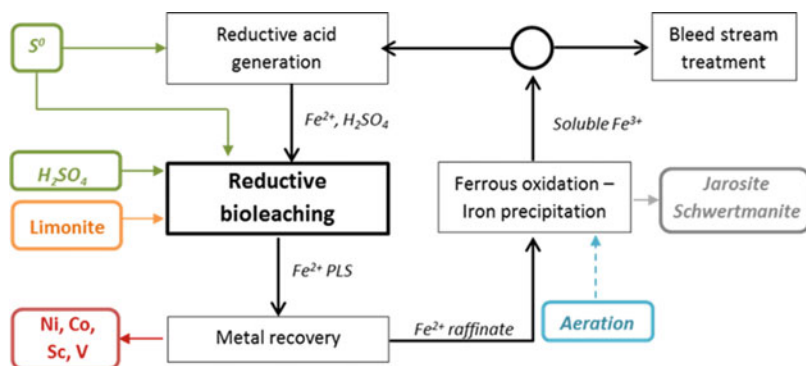 S⁰
Reductive acid
generation
Bleed stream
treatment
Fe²⁺, H₂SO₄
Soluble Fe³⁺
H₂SO₄
Limonite
Reductive
bioleaching
Ferrous oxidation –
Iron precipitation
Jarosite
Schwertmanite
Fe²⁺ PLS
Ni, Co,
Sc, V
Metal recovery
Fe²⁺ raffinate
Aeration